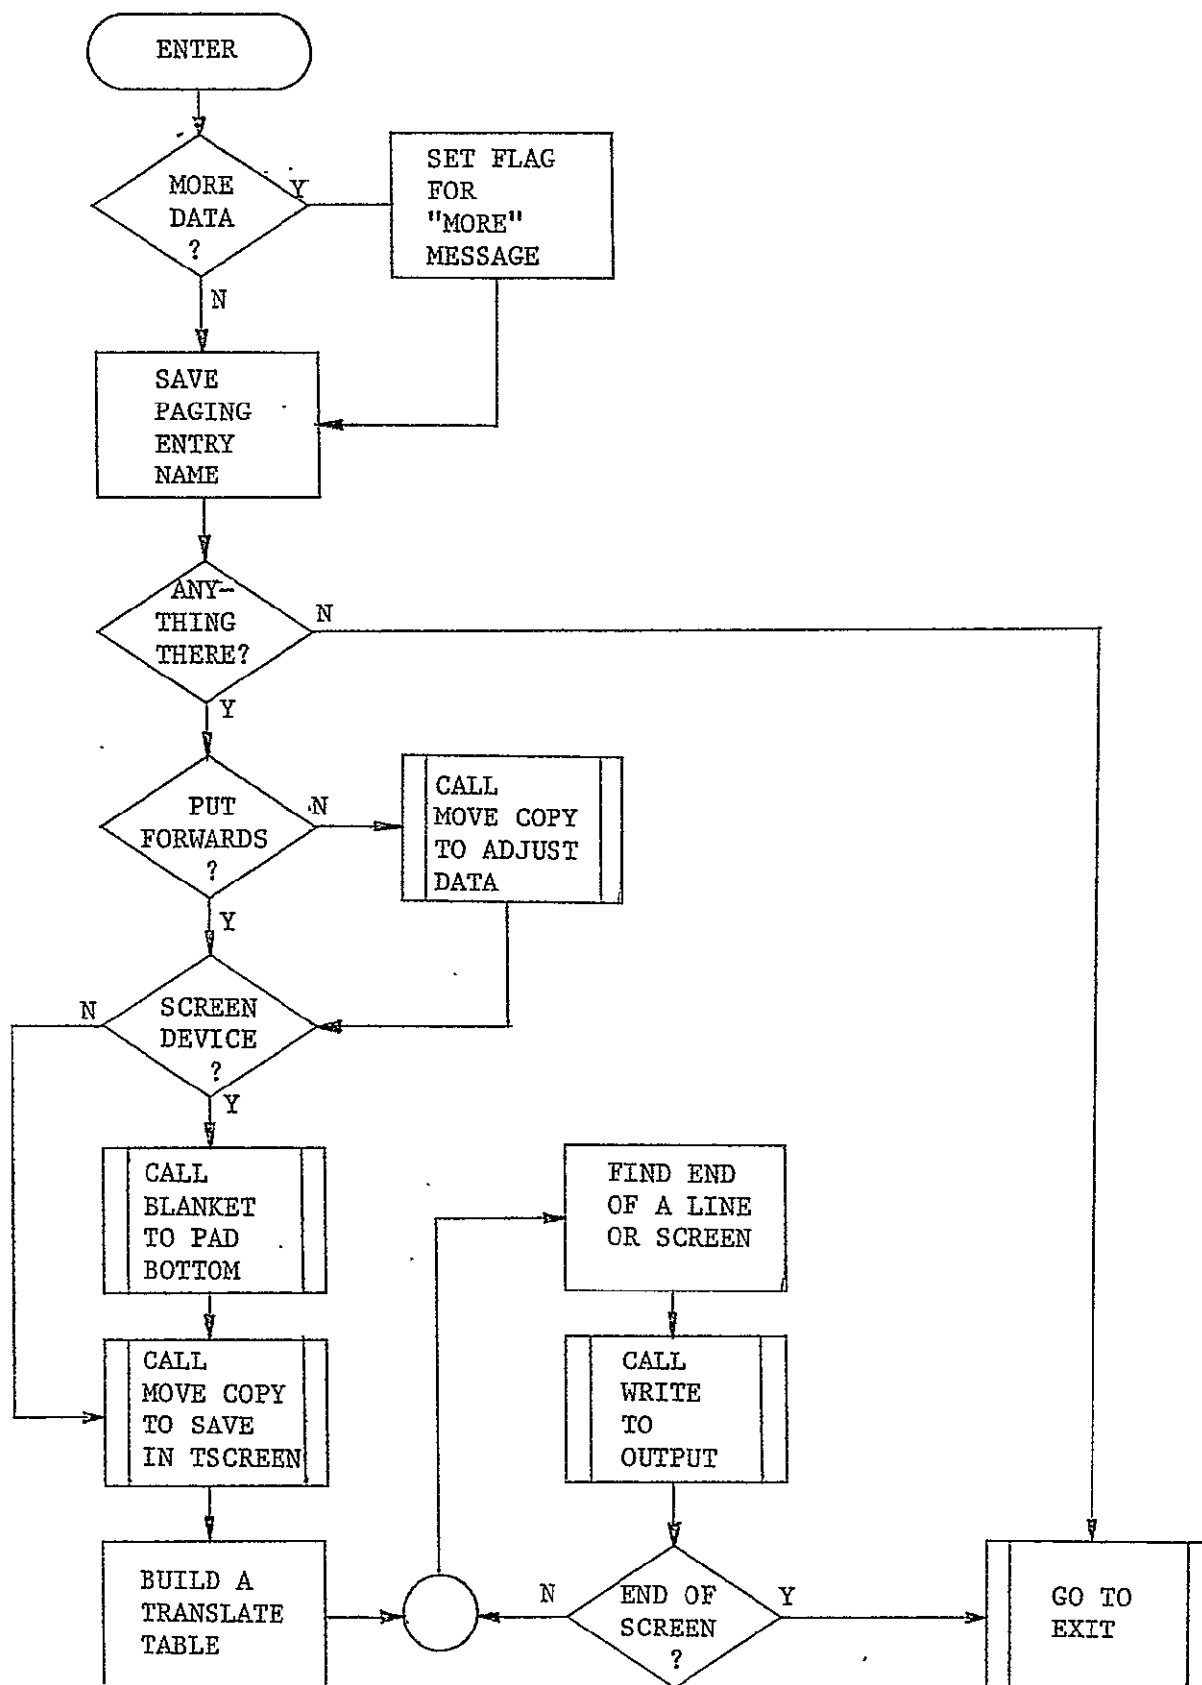 ENTER
MORE
DATA
?
Y
SET FLAG
FOR
"MORE"
MESSAGE
N
SAVE
PAGING
ENTRY
NAME
ANY-
THING
THERE?
N
Y
PUT
FORWARDS
?
N
CALL
MOVE COPY
TO ADJUST
DATA
Y
N
SCREEN
DEVICE
?
Y
CALL
BLANKET
TO PAD
BOTTOM
FIND END
OF A LINE
OR SCREEN
CALL
MOVE COPY
TO SAVE
IN TSCREEN
CALL
WRITE
TO
OUTPUT
BUILD A
TRANSLATE
TABLE
N
END OF
SCREEN
?
Y
GO TO
EXIT